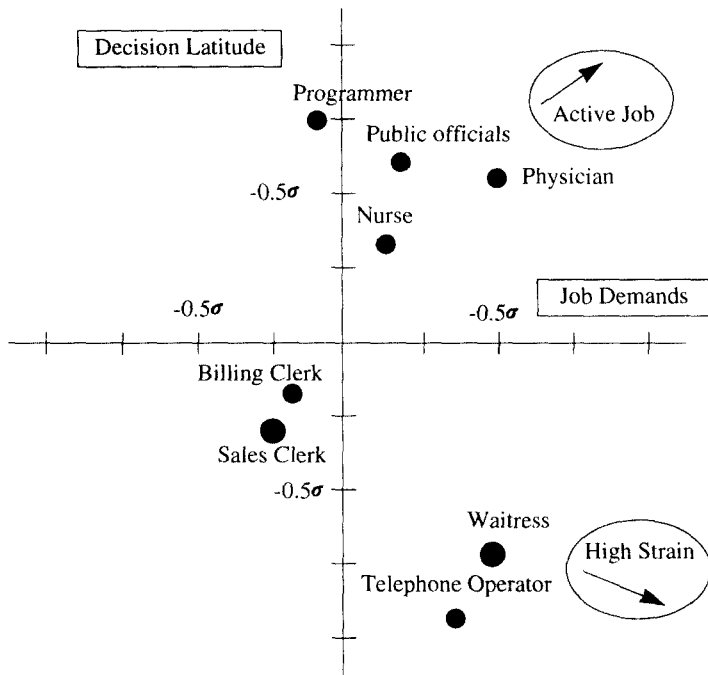 Decision Latitude
Programmer
Active Job
Public officials
Physician
-0.5σ
Nurse
Job Demands
-0.5σ
-0.5σ
Billing Clerk
Sales Clerk
-0.5σ
Waitress
High Strain
Telephone Operator